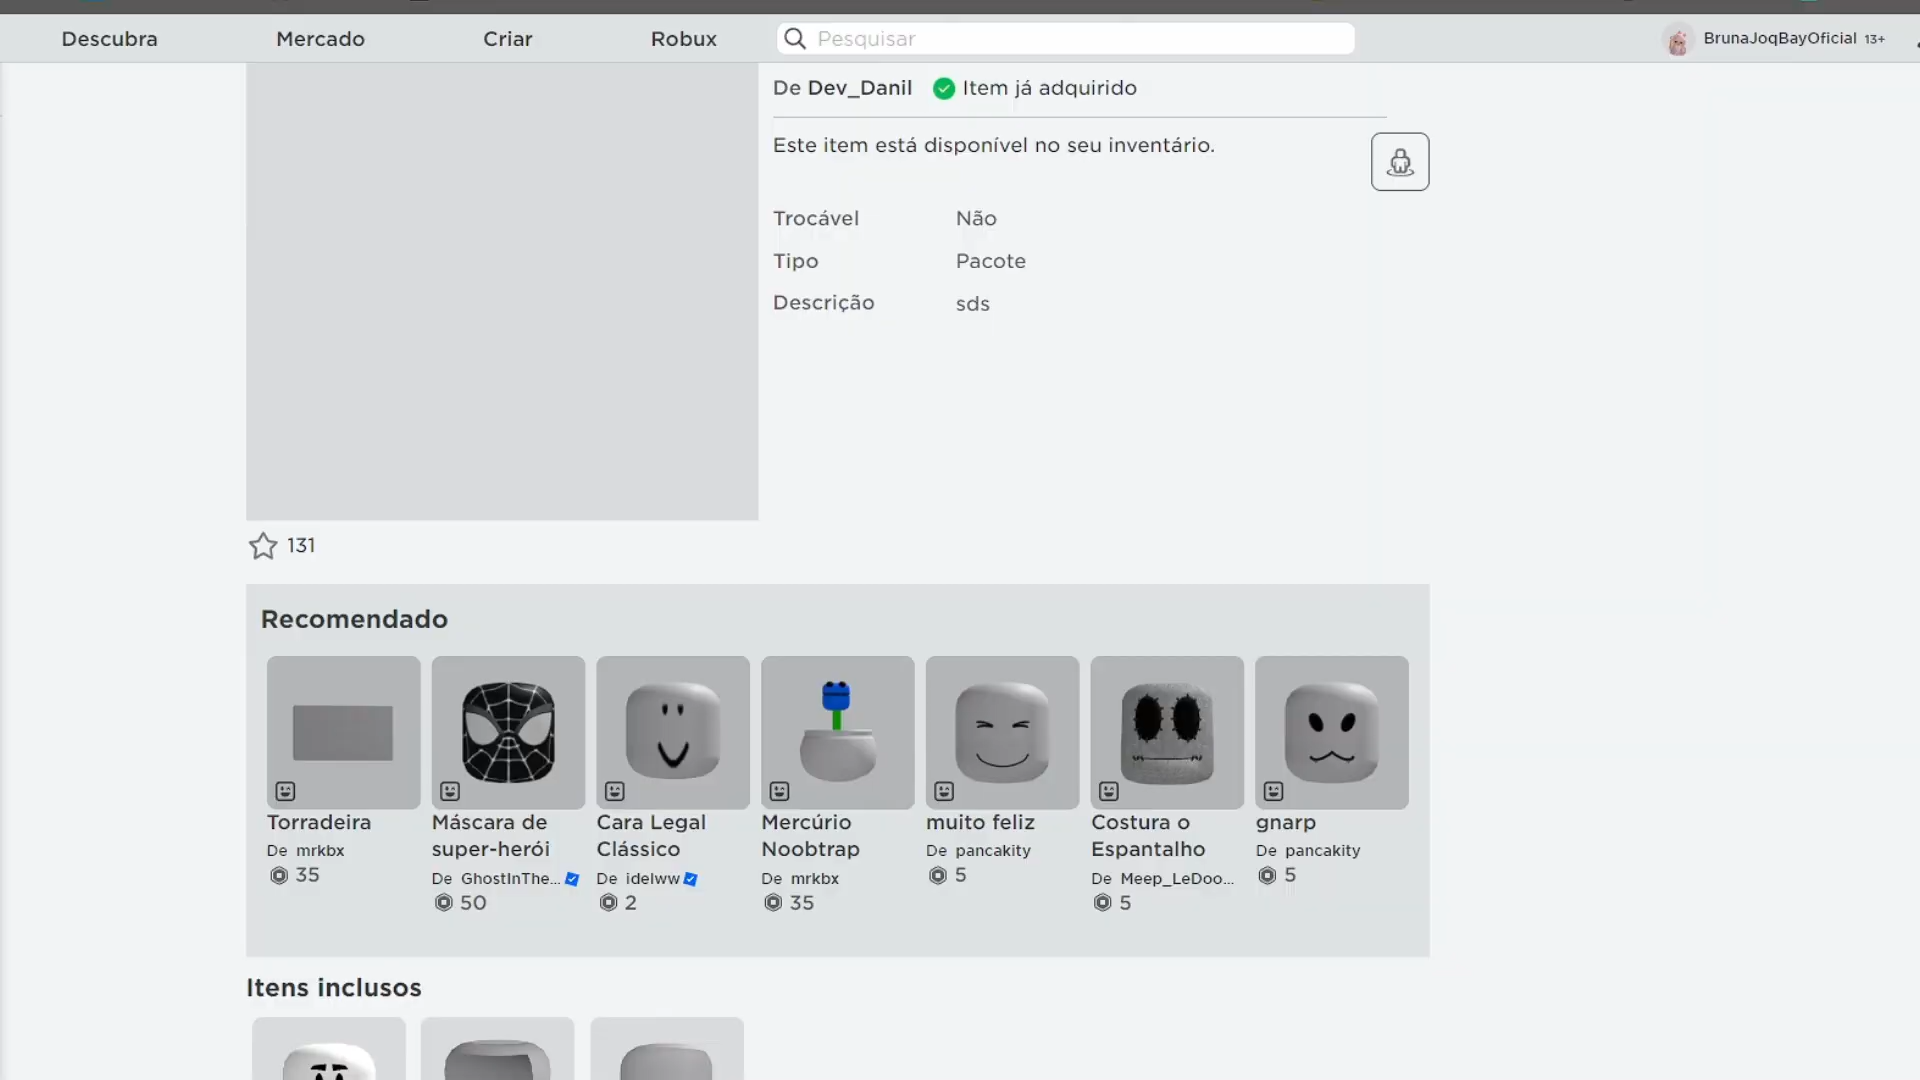 Descubra Mercado Criar Robux Pesquisar BrunaJoqBayOficial 13+
De Dev_Danil Item já adquirido
Este item está disponível no seu inventário.
Trocável Não
Tipo Pacote
Descrição sds
131
Recomendado
Torradeira
De mrkbx
35
Máscara de
super-herói
De GhostInThe...
50
Cara Legal
Clássico
De idelww
2
Mercúrio
Noobtrap
De mrkbx
35
muito feliz
De pancakity
5
Costura o
Espantalho
De Meep_LeDoo...
5
gnarp
De pancakity
5
Itens inclusos